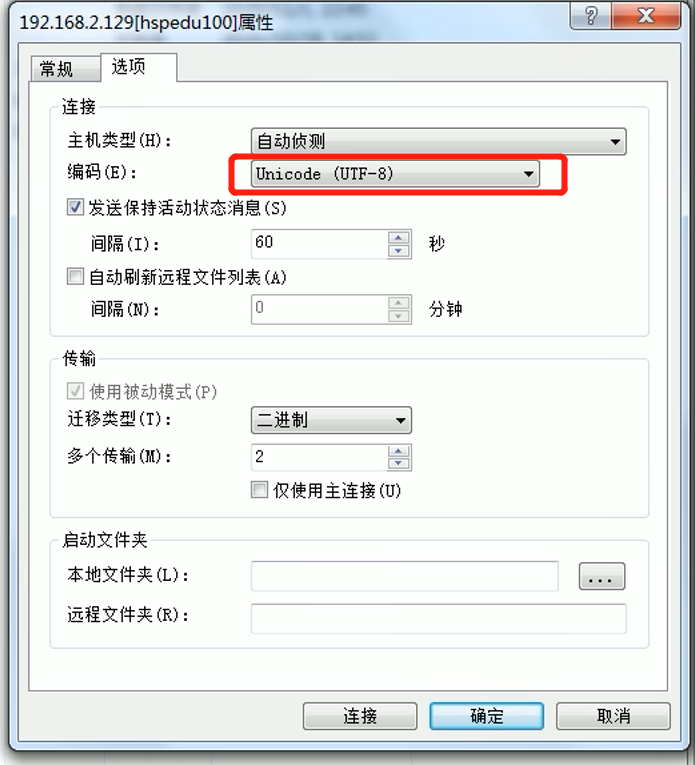 192.168.2.129[hspedu100]属性
常规 选项
连接
主机类型(H): 自动侦测
编码(E): Unicode (UTF-8)
发送保持活动状态消息(S)
间隔(I): 60 秒
自动刷新远程文件列表(A)
间隔(N): 0 分钟
传输
使用被动模式(P)
迁移类型(T): 二进制
多个传输(M): 2
仅使用主连接(U)
启动文件夹
本地文件夹(L): ...
远程文件夹(R):
连接 确定 取消